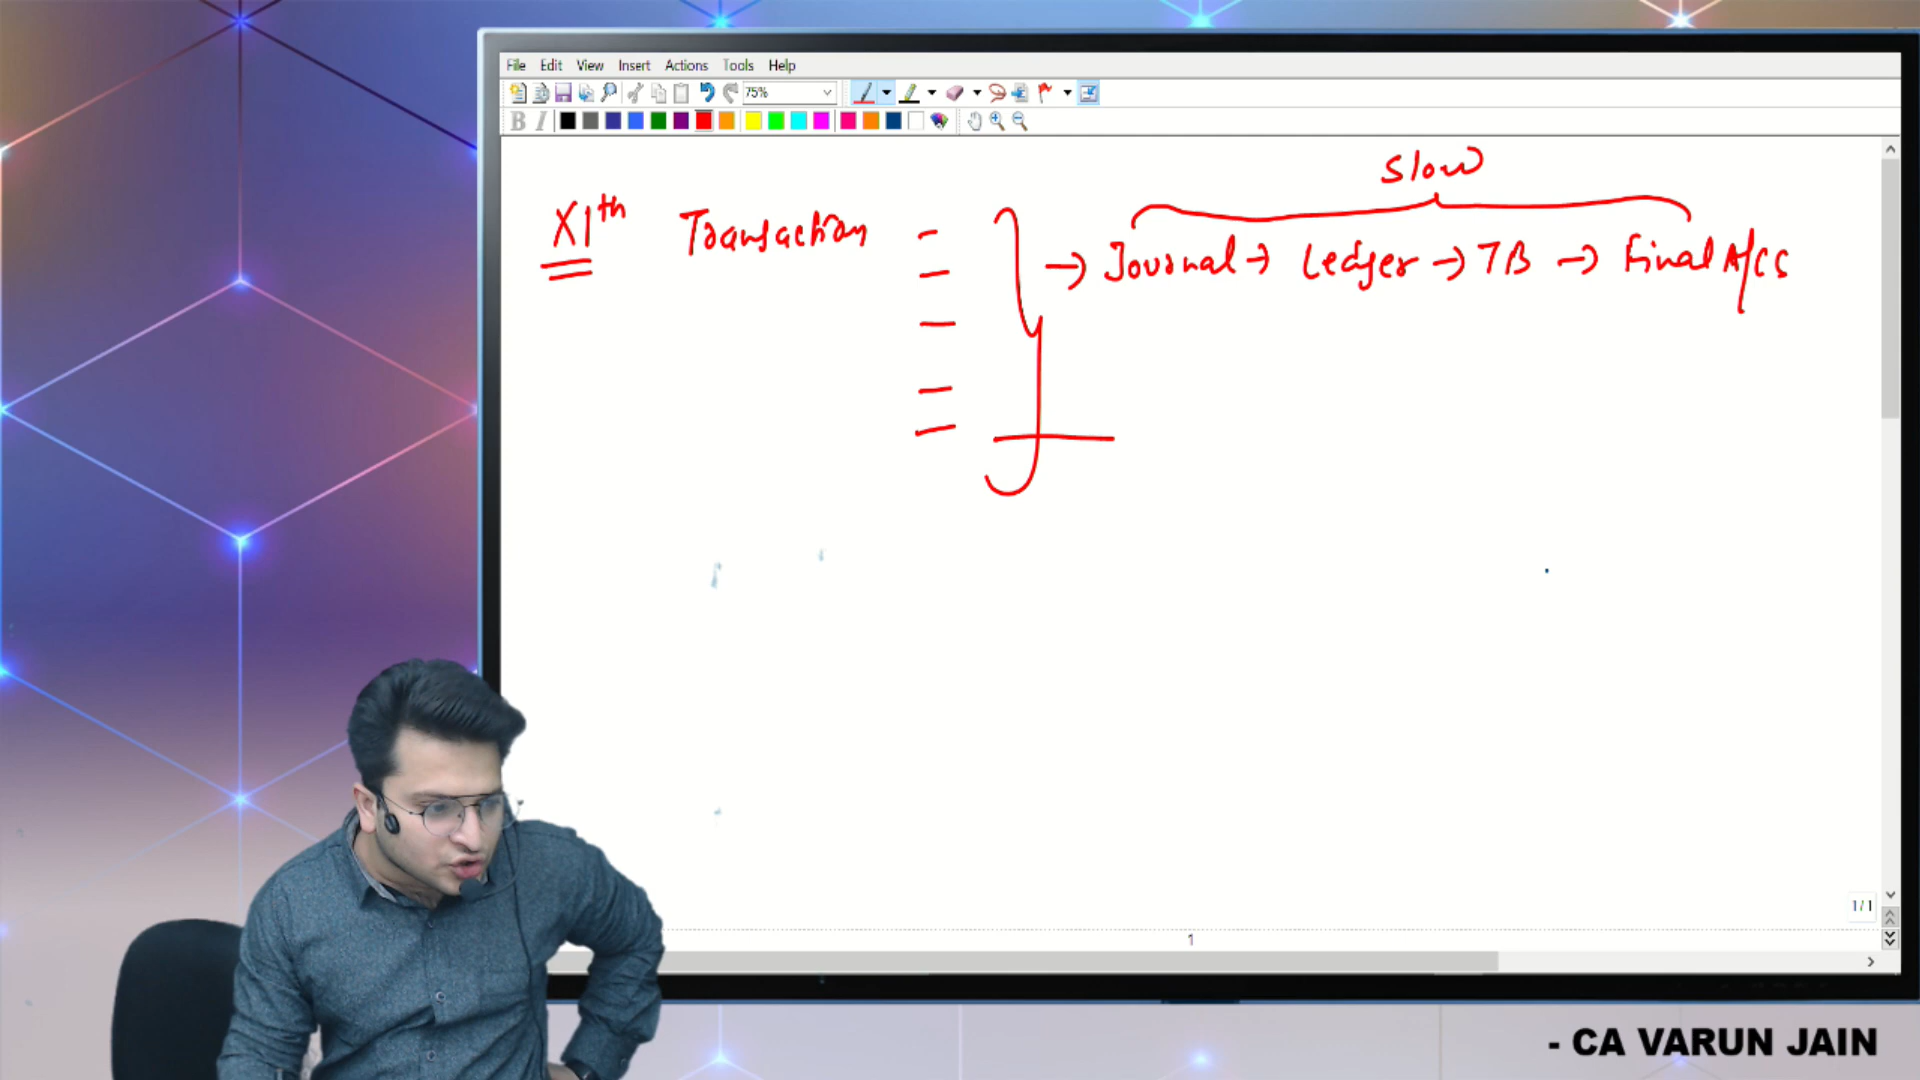 File Edit View Insert Actions Tools Help
75%
B I
Slow
XIth Transaction → Journal → Ledger → TB → Final A/cs
1/1
1
- CA VARUN JAIN